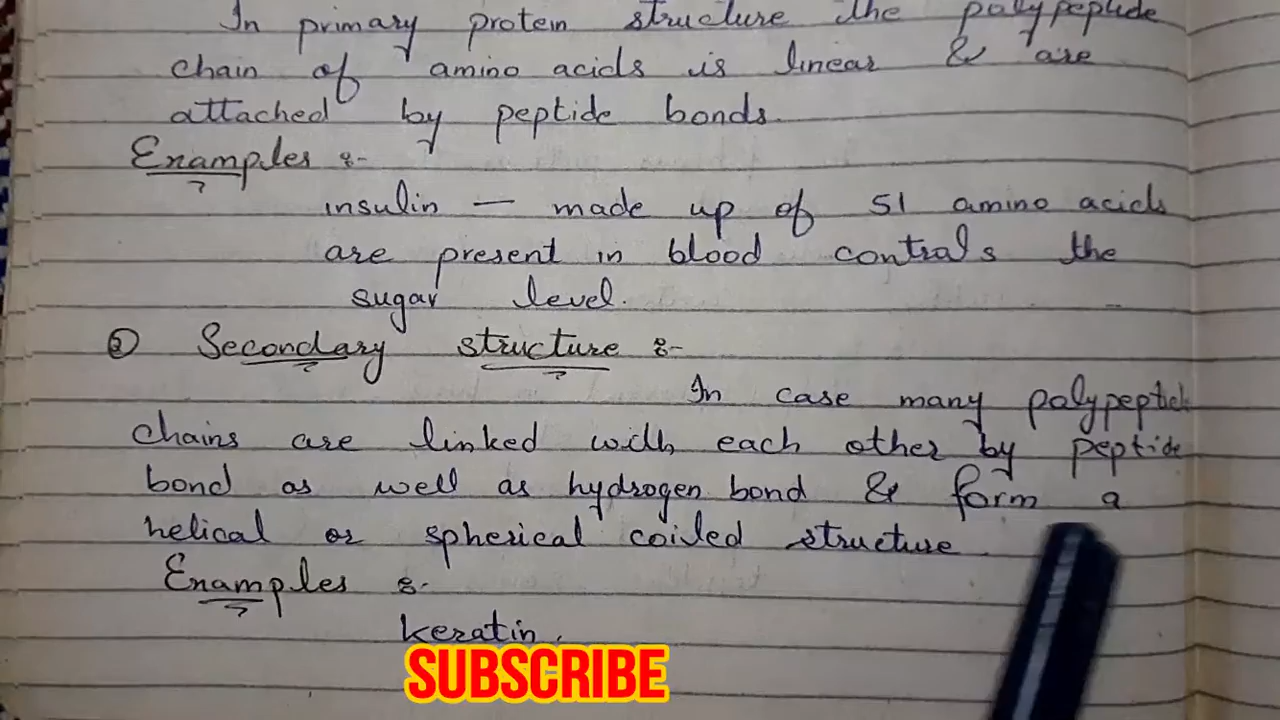 In primary protein structure the polypeptide
chain of amino acids is linear & are
attached by peptide bonds.
Examples :-
insulin — made up of 51 amino acids
are present in blood controls the
sugar level.
② Secondary structure :-
In case many polypeptide
chains are linked with each other by peptide
bond as well as hydrogen bond & form a
helical or spherical coiled structure.
Examples :-
keratin.
SUBSCRIBE